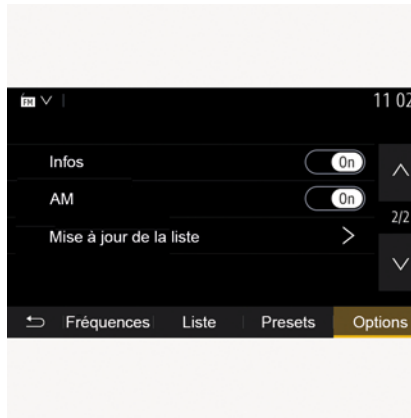 FM 11 02
Infos On
AM On
2/2
Mise à jour de la liste
Fréquences Liste Presets Options